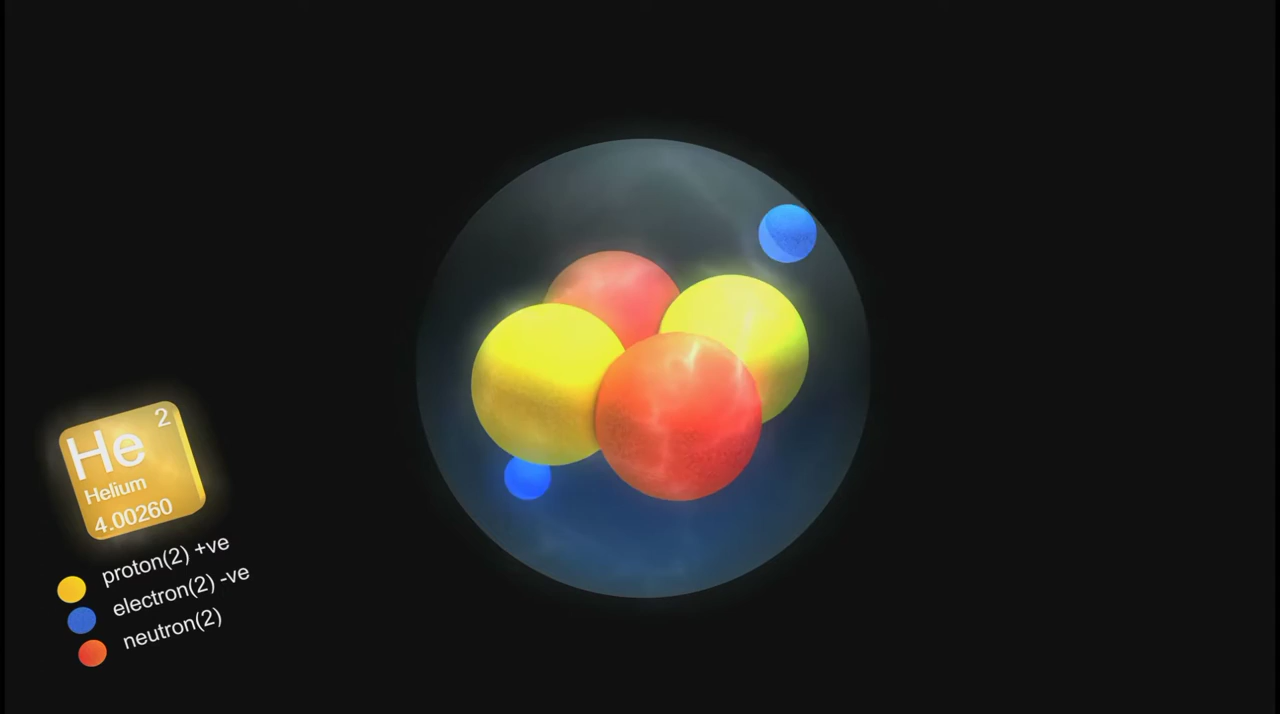 He 2
Helium
4.00260
proton(2) +ve
electron(2) -ve
neutron(2)